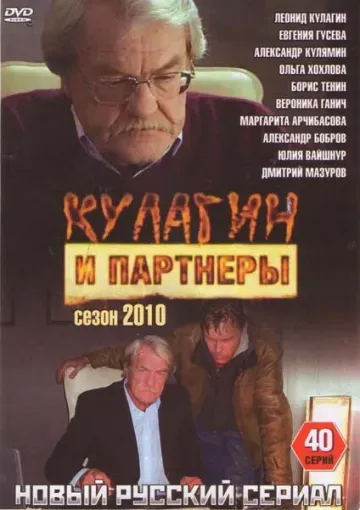 DVD
VIDEO
ЛЕОНИД КУЛАГИН
ЕВГЕНИЯ ГУСЕВА
АЛЕКСАНДР КУЛЯМИН
ОЛЬГА ХОХЛОВА
БОРИС ТЕНИН
ВЕРОНИКА ГАНИЧ
МАРГАРИТА АРЧИБАСОВА
АЛЕКСАНДР БОБРОВ
ЮЛИЯ ВАЙШНУР
ДМИТРИЙ МАЗУРОВ
КУЛАГИН
И ПАРТНЕРЫ
сезон 2010
40
СЕРИЙ
НОВЫЙ РУССКИЙ СЕРИАЛ